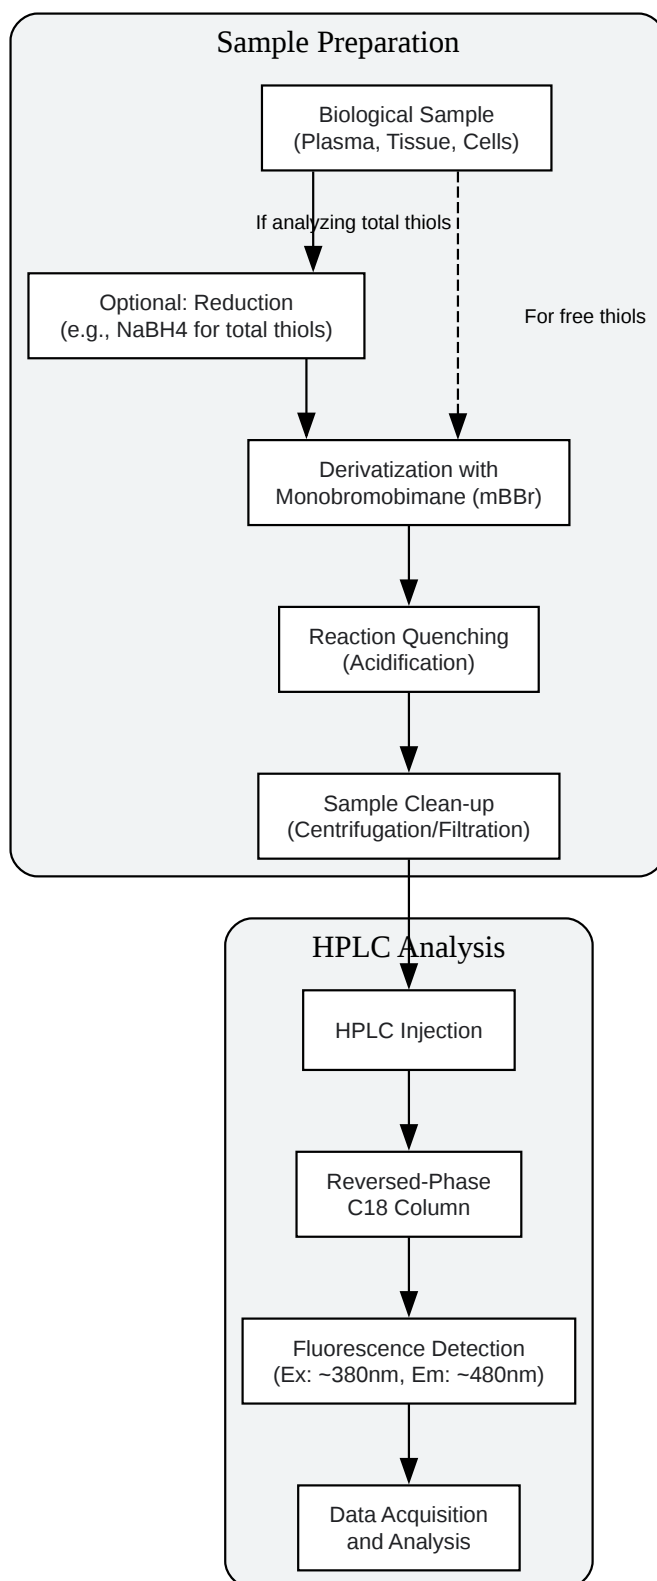 Sample Preparation
Biological Sample
(Plasma, Tissue, Cells)
If analyzing total thiols
Optional: Reduction
(e.g., NaBH4 for total thiols)
For free thiols
Derivatization with
Monobromobimane (mBBr)
Reaction Quenching
(Acidification)
Sample Clean-up
(Centrifugation/Filtration)
HPLC Analysis
HPLC Injection
Reversed-Phase
C18 Column
Fluorescence Detection
(Ex: ~380nm, Em: ~480nm)
Data Acquisition
and Analysis